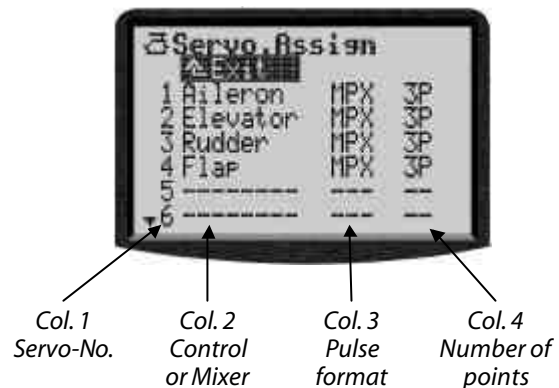 Servo.Assign
EXIT
1 Aileron MPX 3P
2 Elevator MPX 3P
3 Rudder MPX 3P
4 Flap MPX 3P
5 -------- --- --
6 -------- --- --
Col. 1 Col. 2 Col. 3 Col. 4
Servo-No. Control Pulse Number of
or Mixer format points